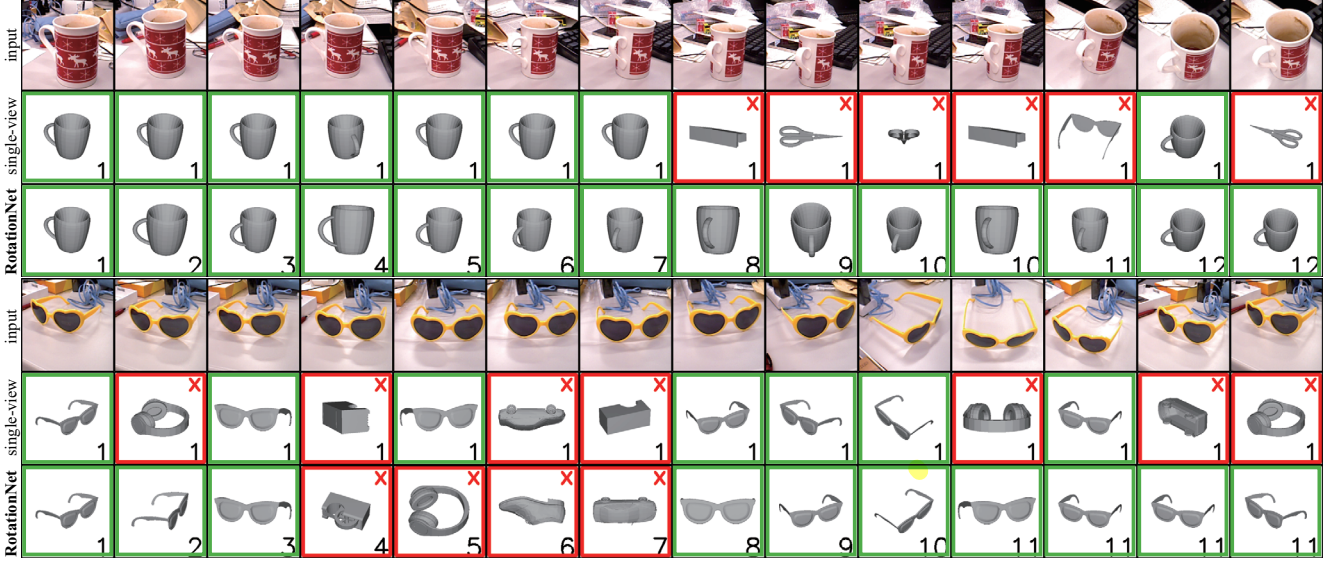 input
single-view
X X X X X X
1 1 1 1 1 1 1 1 1 1 1 1 1 1
RotationNet
1 2 3 4 5 6 7 8 9 10 10 11 12 12
input
single-view
X X X X X X X
1 1 1 1 1 1 1 1 1 1 1 1 1 1
RotationNet
X X X X
1 2 3 4 5 6 7 8 9 10 11 11 11 11